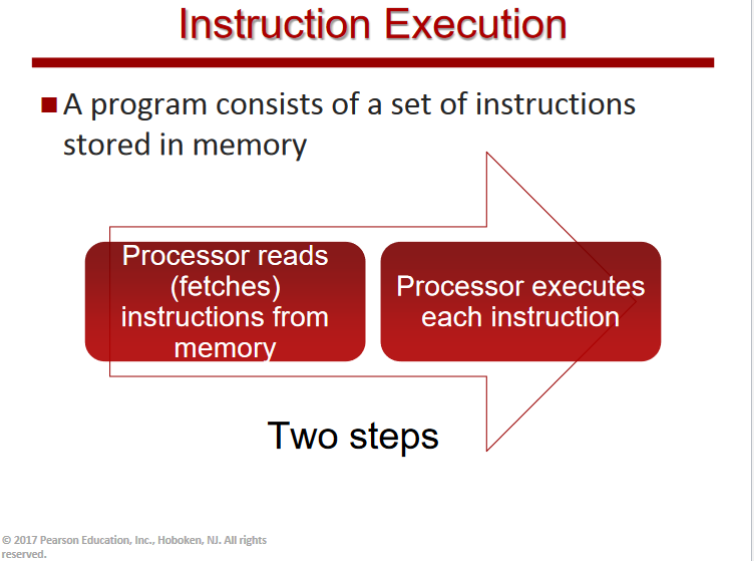 Instruction Execution
A program consists of a set of instructions
stored in memory
Processor reads
(fetches)
instructions from
memory
Processor executes
each instruction
Two steps
© 2017 Pearson Education, Inc., Hoboken, NJ. All rights
reserved.